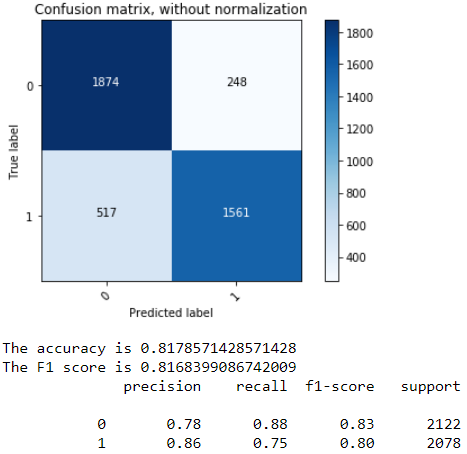 Confusion matrix, without normalization
1874 248
517 1561
0
1
True label
0 1
Predicted label
1800
1600
1400
1200
1000
800
600
400
The accuracy is 0.8178571428571428
The F1 score is 0.8168399086742009
precision recall f1-score support
0 0.78 0.88 0.83 2122
1 0.86 0.75 0.80 2078